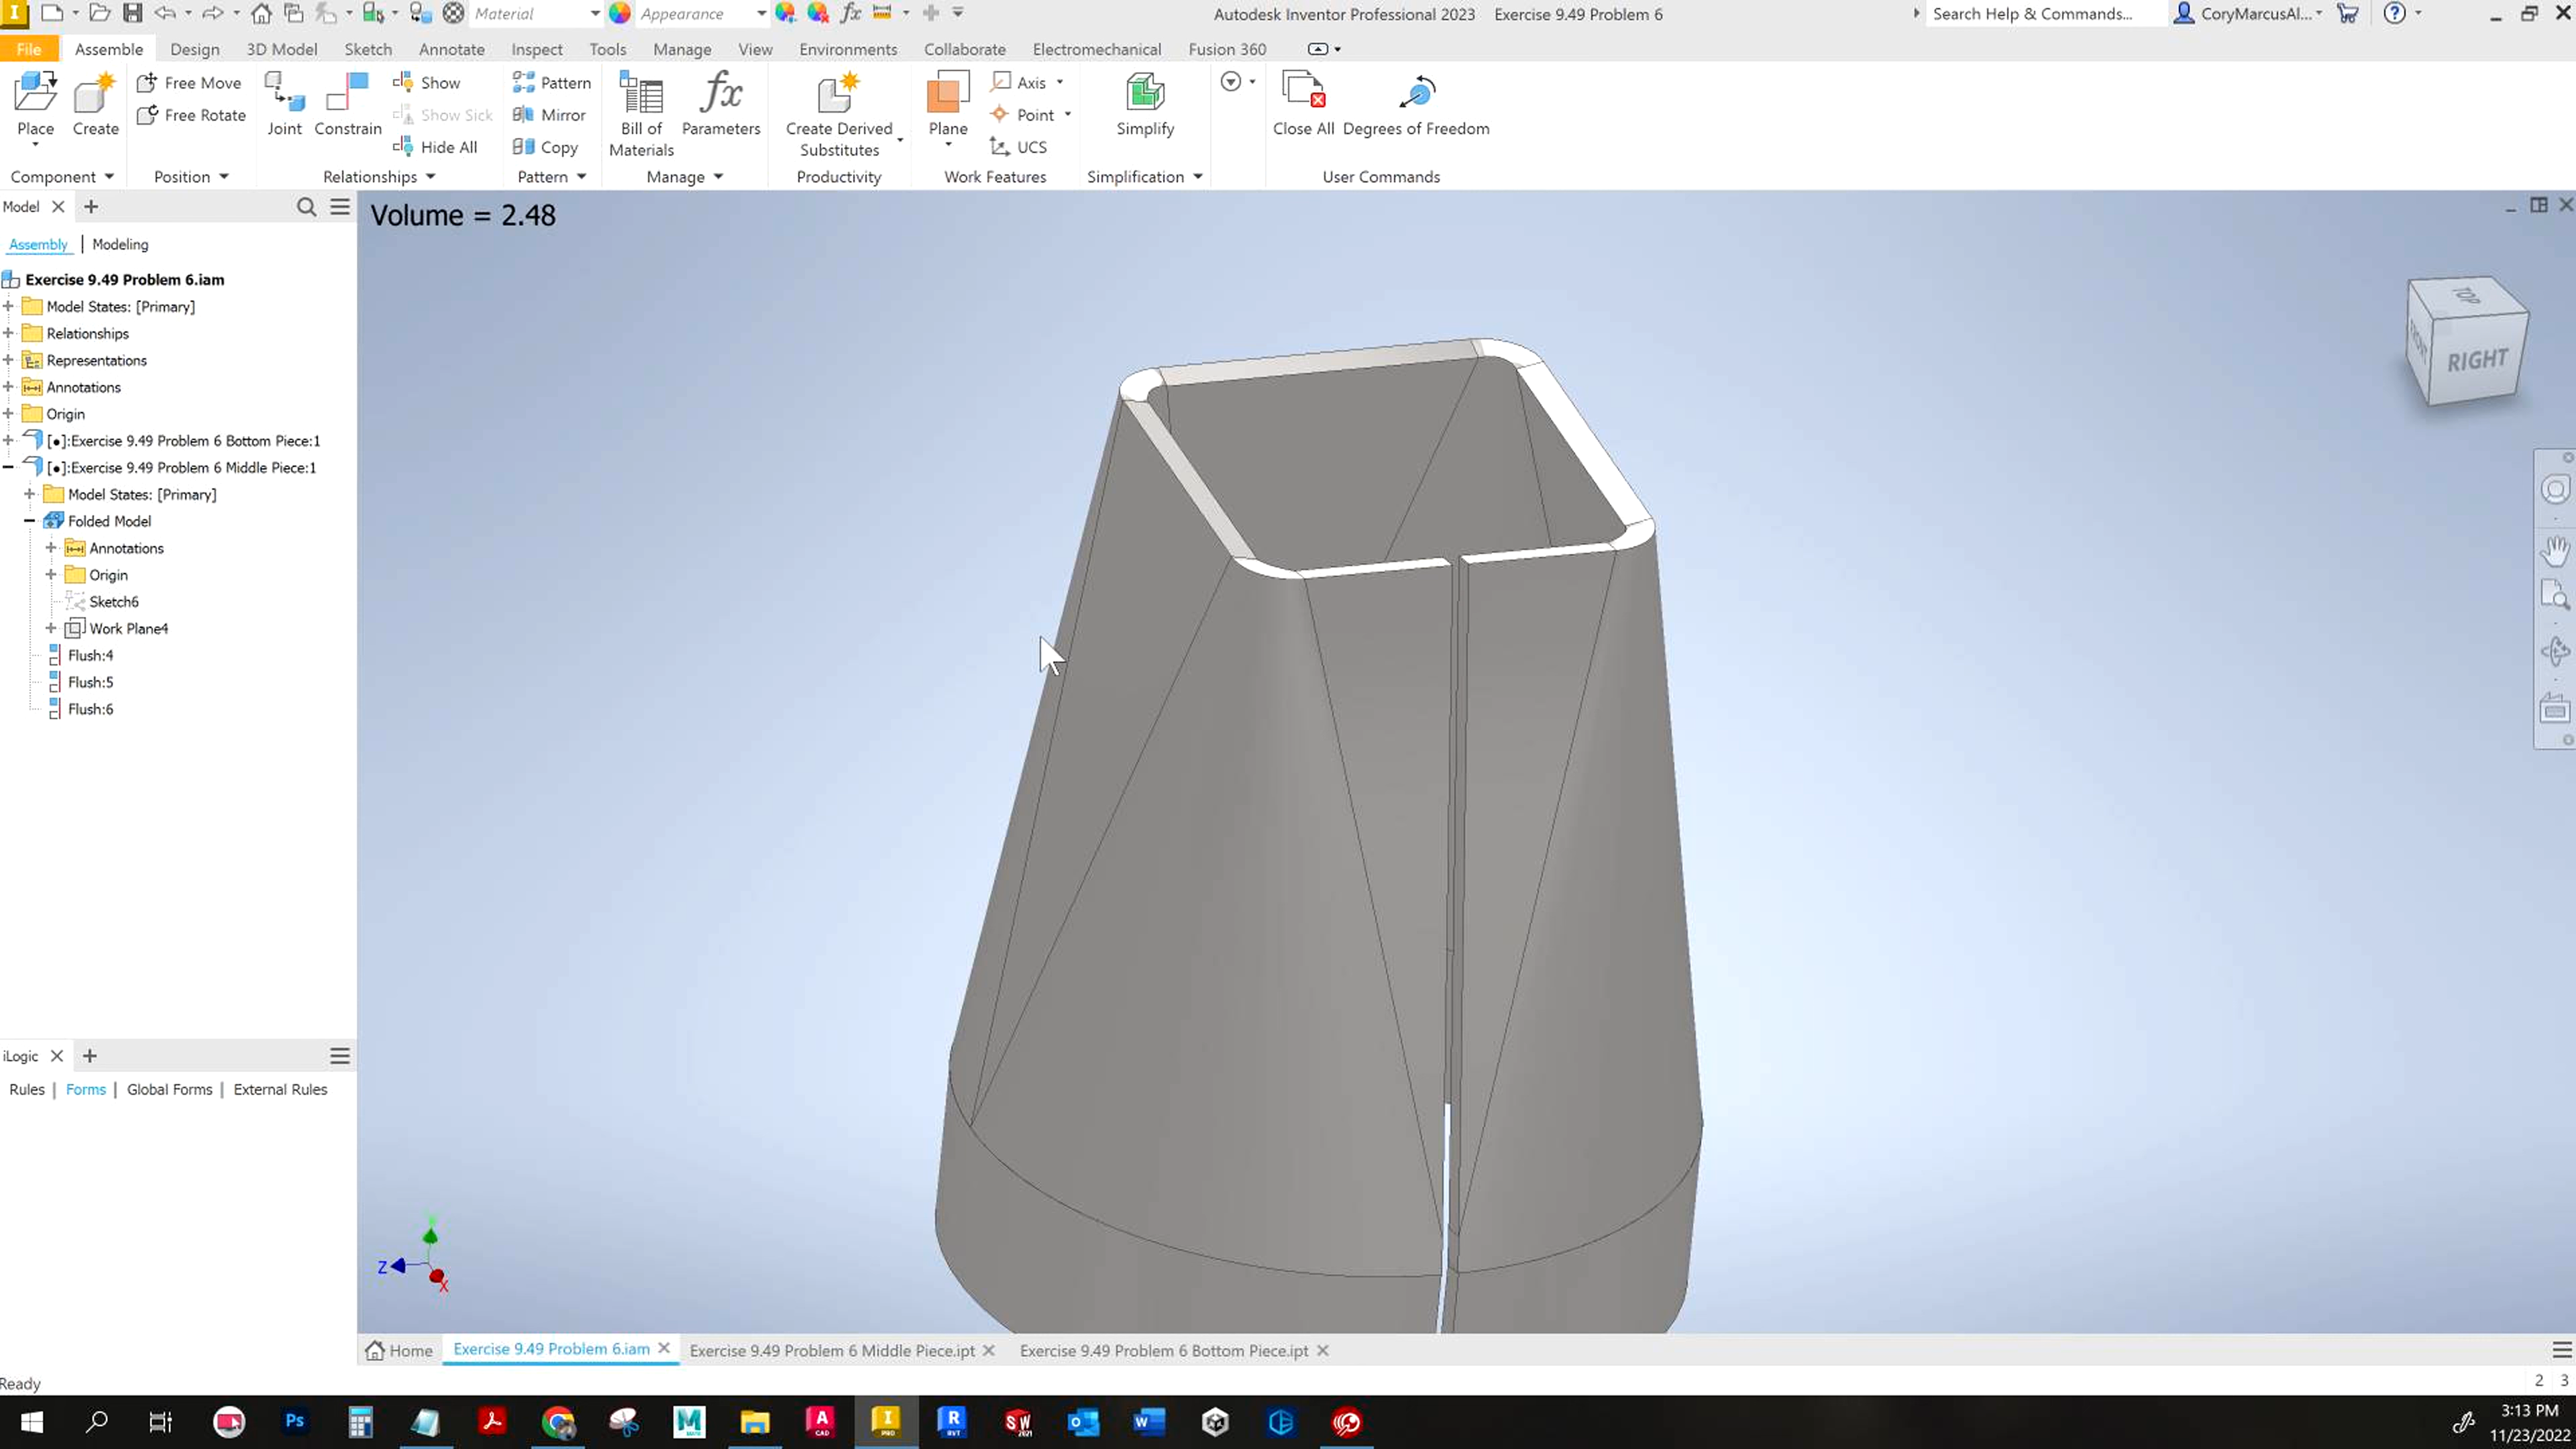 Material
Appearance
Autodesk Inventor Professional 2023 Exercise 9.49 Problem 6
Search Help & Commands...
CoryMarcusAl...
File Assemble Design 3D Model Sketch Annotate Inspect Tools Manage View Environments Collaborate Electromechanical Fusion 360
Place
Create
Component
Free Move
Free Rotate
Position
Joint
Constrain
Show
Show Sick
Hide All
Relationships
Pattern
Mirror
Copy
Pattern
Bill of
Materials
Parameters
Manage
Create Derived
Substitutes
Productivity
Plane
Axis
Point
UCS
Work Features
Simplify
Simplification
Close All
Degrees of Freedom
User Commands
Model
Assembly | Modeling
Exercise 9.49 Problem 6.iam
Model States: [Primary]
Relationships
Representations
Annotations
Origin
[•]:Exercise 9.49 Problem 6 Bottom Piece:1
[•]:Exercise 9.49 Problem 6 Middle Piece:1
Model States: [Primary]
Folded Model
Annotations
Origin
Sketch6
Work Plane4
Flush:4
Flush:5
Flush:6
Volume = 2.48
TOP
RIGHT
iLogic
Rules | Forms | Global Forms | External Rules
Z
X
Home
Exercise 9.49 Problem 6.iam
Exercise 9.49 Problem 6 Middle Piece.ipt
Exercise 9.49 Problem 6 Bottom Piece.ipt
Ready
2 3
3:13 PM
11/23/2022